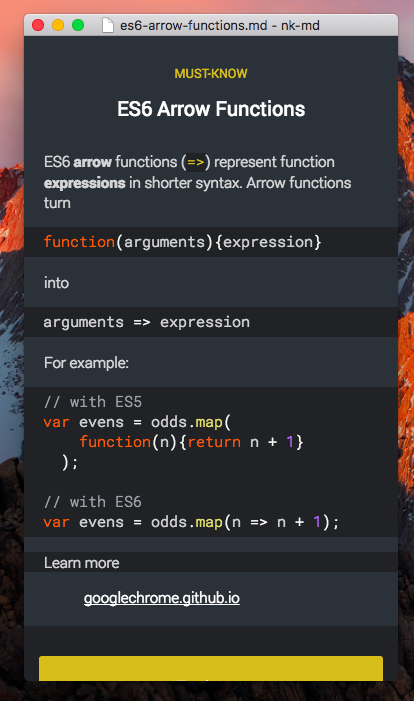 es6-arrow-functions.md - nk-md
MUST-KNOW
ES6 Arrow Functions
ES6 arrow functions (=>) represent function
expressions in shorter syntax. Arrow functions
turn
function(arguments){expression}
into
arguments => expression
For example:
// with ES5
var evens = odds.map(
    function(n){return n + 1}
  );
// with ES6
var evens = odds.map(n => n + 1);
Learn more
googlechrome.github.io